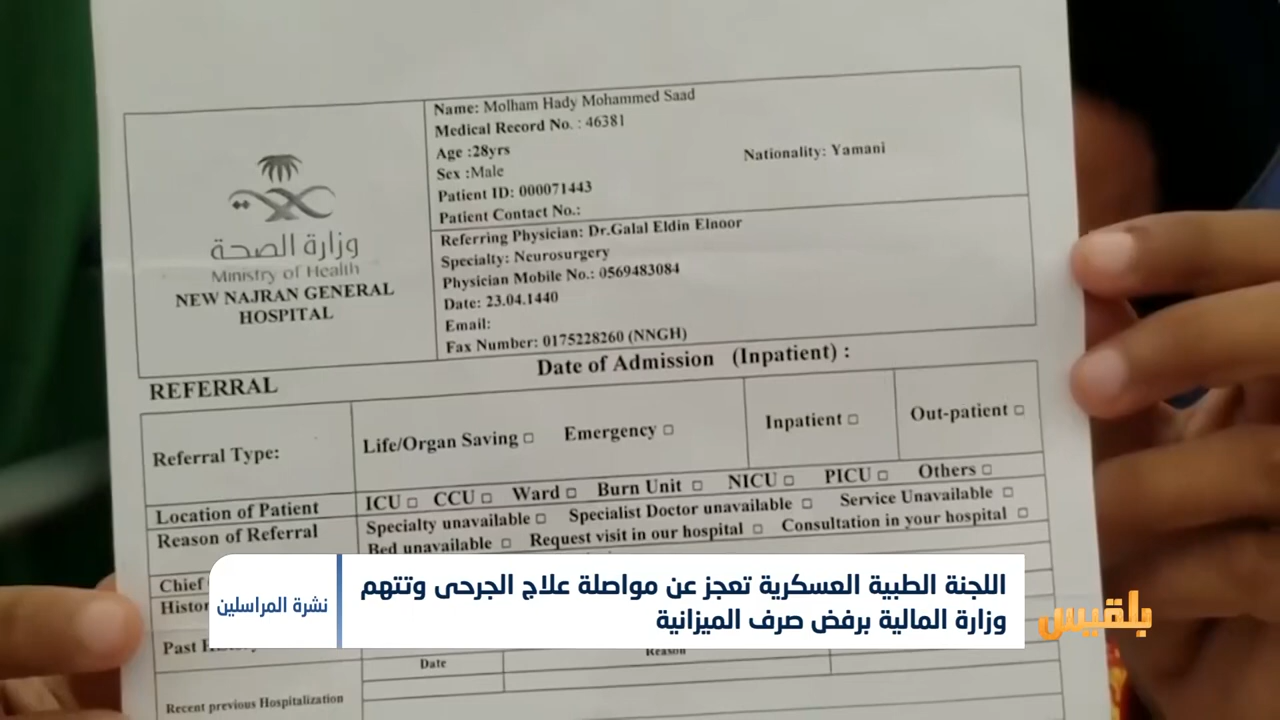 Name: Molham Hady Mohammed Saad
Medical Record No. : 46381
Age :28yrs
Nationality: Yamani
Sex :Male
Patient ID: 000071443
Patient Contact No.:
وزارة الصحة
Ministry of Health
NEW NAJRAN GENERAL
HOSPITAL
Referring Physician: Dr.Galal Eldin Elnoor
Specialty: Neurosurgery
Physician Mobile No.: 0569483084
Date: 23.04.1440
Email:
Fax Number: 0175228260 (NNGH)
REFERRAL
Date of Admission (Inpatient) :
Referral Type:
Life/Organ Saving □ Emergency □ Inpatient □ Out-patient □
Location of Patient
ICU □ CCU □ Ward □ Burn Unit □ NICU □ PICU □ Others □
Reason of Referral
Specialty unavailable □ Specialist Doctor unavailable □ Service Unavailable □
Bed unavailable □ Request visit in our hospital □ Consultation in your hospital □
Chief
Past
Date
Reason
Recent previous Hospitalization
اللجنة الطبية العسكرية تعجز عن مواصلة علاج الجرحى وتتهم
وزارة المالية برفض صرف الميزانية
نشرة المراسلين
بلقيس